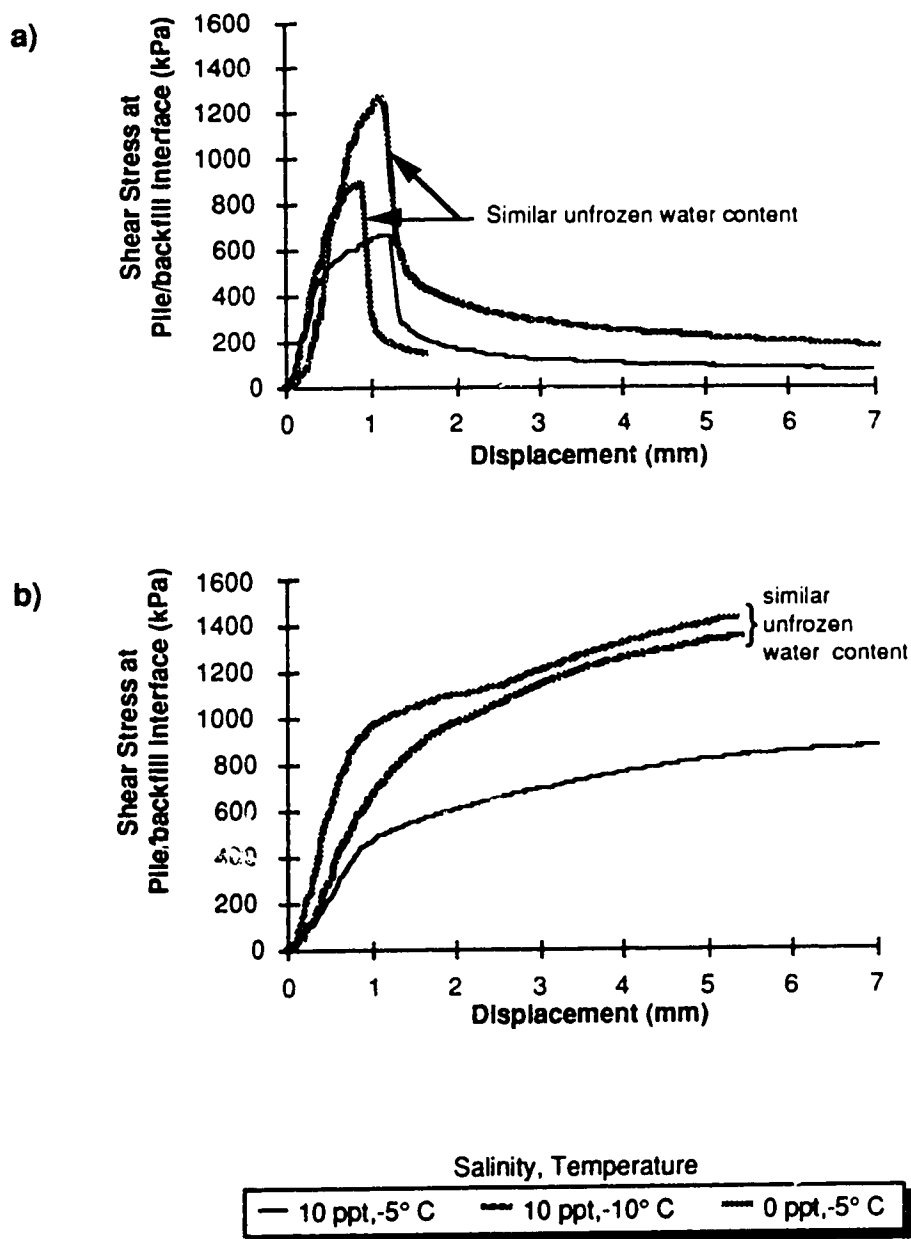 a)
Shear Stress at
Pile/backfill Interface (kPa)
1600
1400
1200
1000
800
600
400
200
0
Similar unfrozen water content
0 1 2 3 4 5 6 7
Displacement (mm)
b)
Shear Stress at
Pile/backfill Interface (kPa)
1600
1400
1200
1000
800
600
400
200
0
similar
unfrozen
water content
0 1 2 3 4 5 6 7
Displacement (mm)
Salinity, Temperature
10 ppt,-5° C 10 ppt,-10° C 0 ppt,-5° C